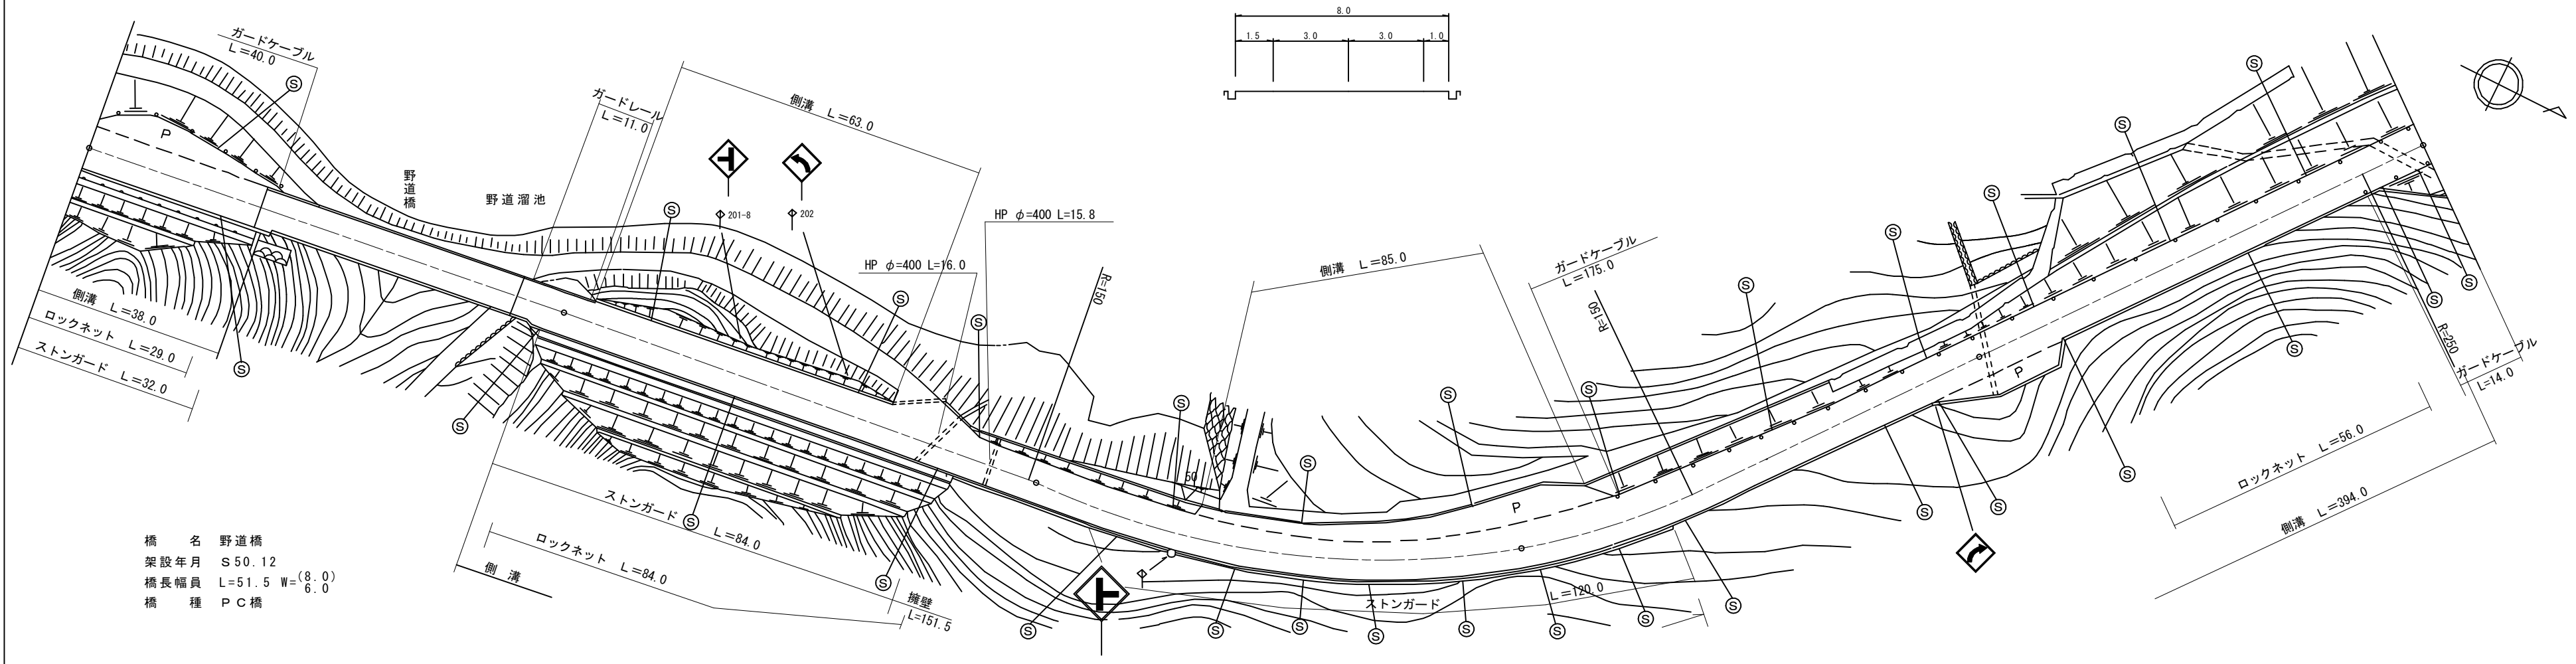 8.0
1.5 3.0 3.0 1.0
ガードケーブル
L=40.0
S
P
野道橋
野道溜池
ガードレール
L=11.0
側溝 L=63.0
201-8
202
S
S
S
HP φ=400 L=15.8
HP φ=400 L=16.0
R=150
側溝 L=85.0
ガードケーブル
L=175.0
R=150
S
S
S
S
S
S
S
S
S
S
50
P
P
R=250
ガードケーブル
L=14.0
S
S
S
S
S
S
S
ロックネット L=56.0
側溝 L=394.0
側溝 L=38.0
ロックネット L=29.0
ストンガード L=32.0
S
S
S
S
ストンガード L=84.0
ロックネット L=84.0
側溝
擁壁
L=151.5
ストンガード L=120.0
S
S
S
S
S
S
S
S
橋名 野道橋
架設年月 S50.12
橋長幅員 L=51.5 W=(8.0)
6.0
橋種 PC橋